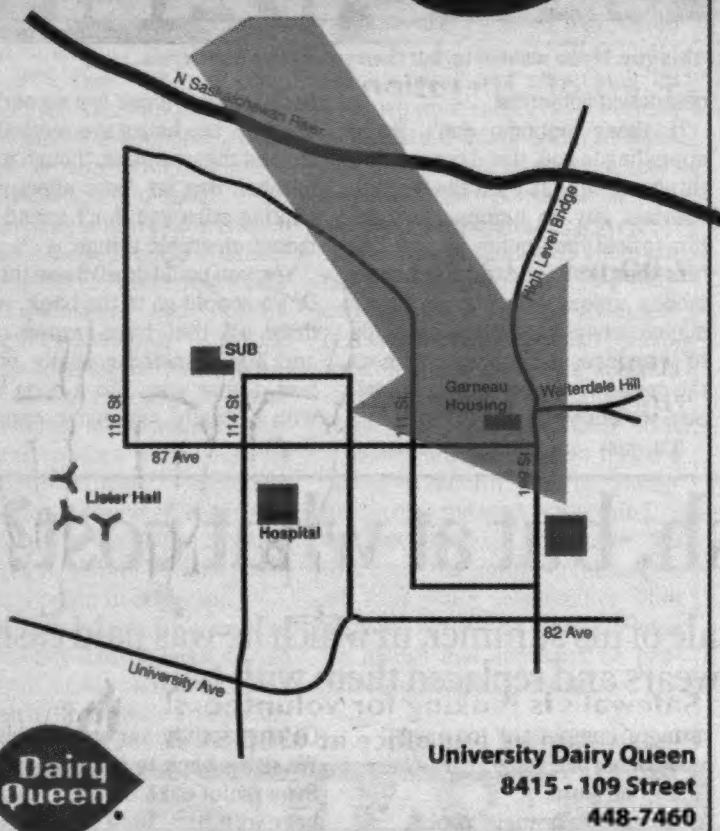 N Saskatchewan River
High Level Bridge
SUB
Garneau
Housing
Walterdale Hill
116 St
114 St
111 St
109 St
87 Ave
Lister Hall
Hospital
82 Ave
University Ave
Dairy
Queen
University Dairy Queen
8415 - 109 Street
448-7460